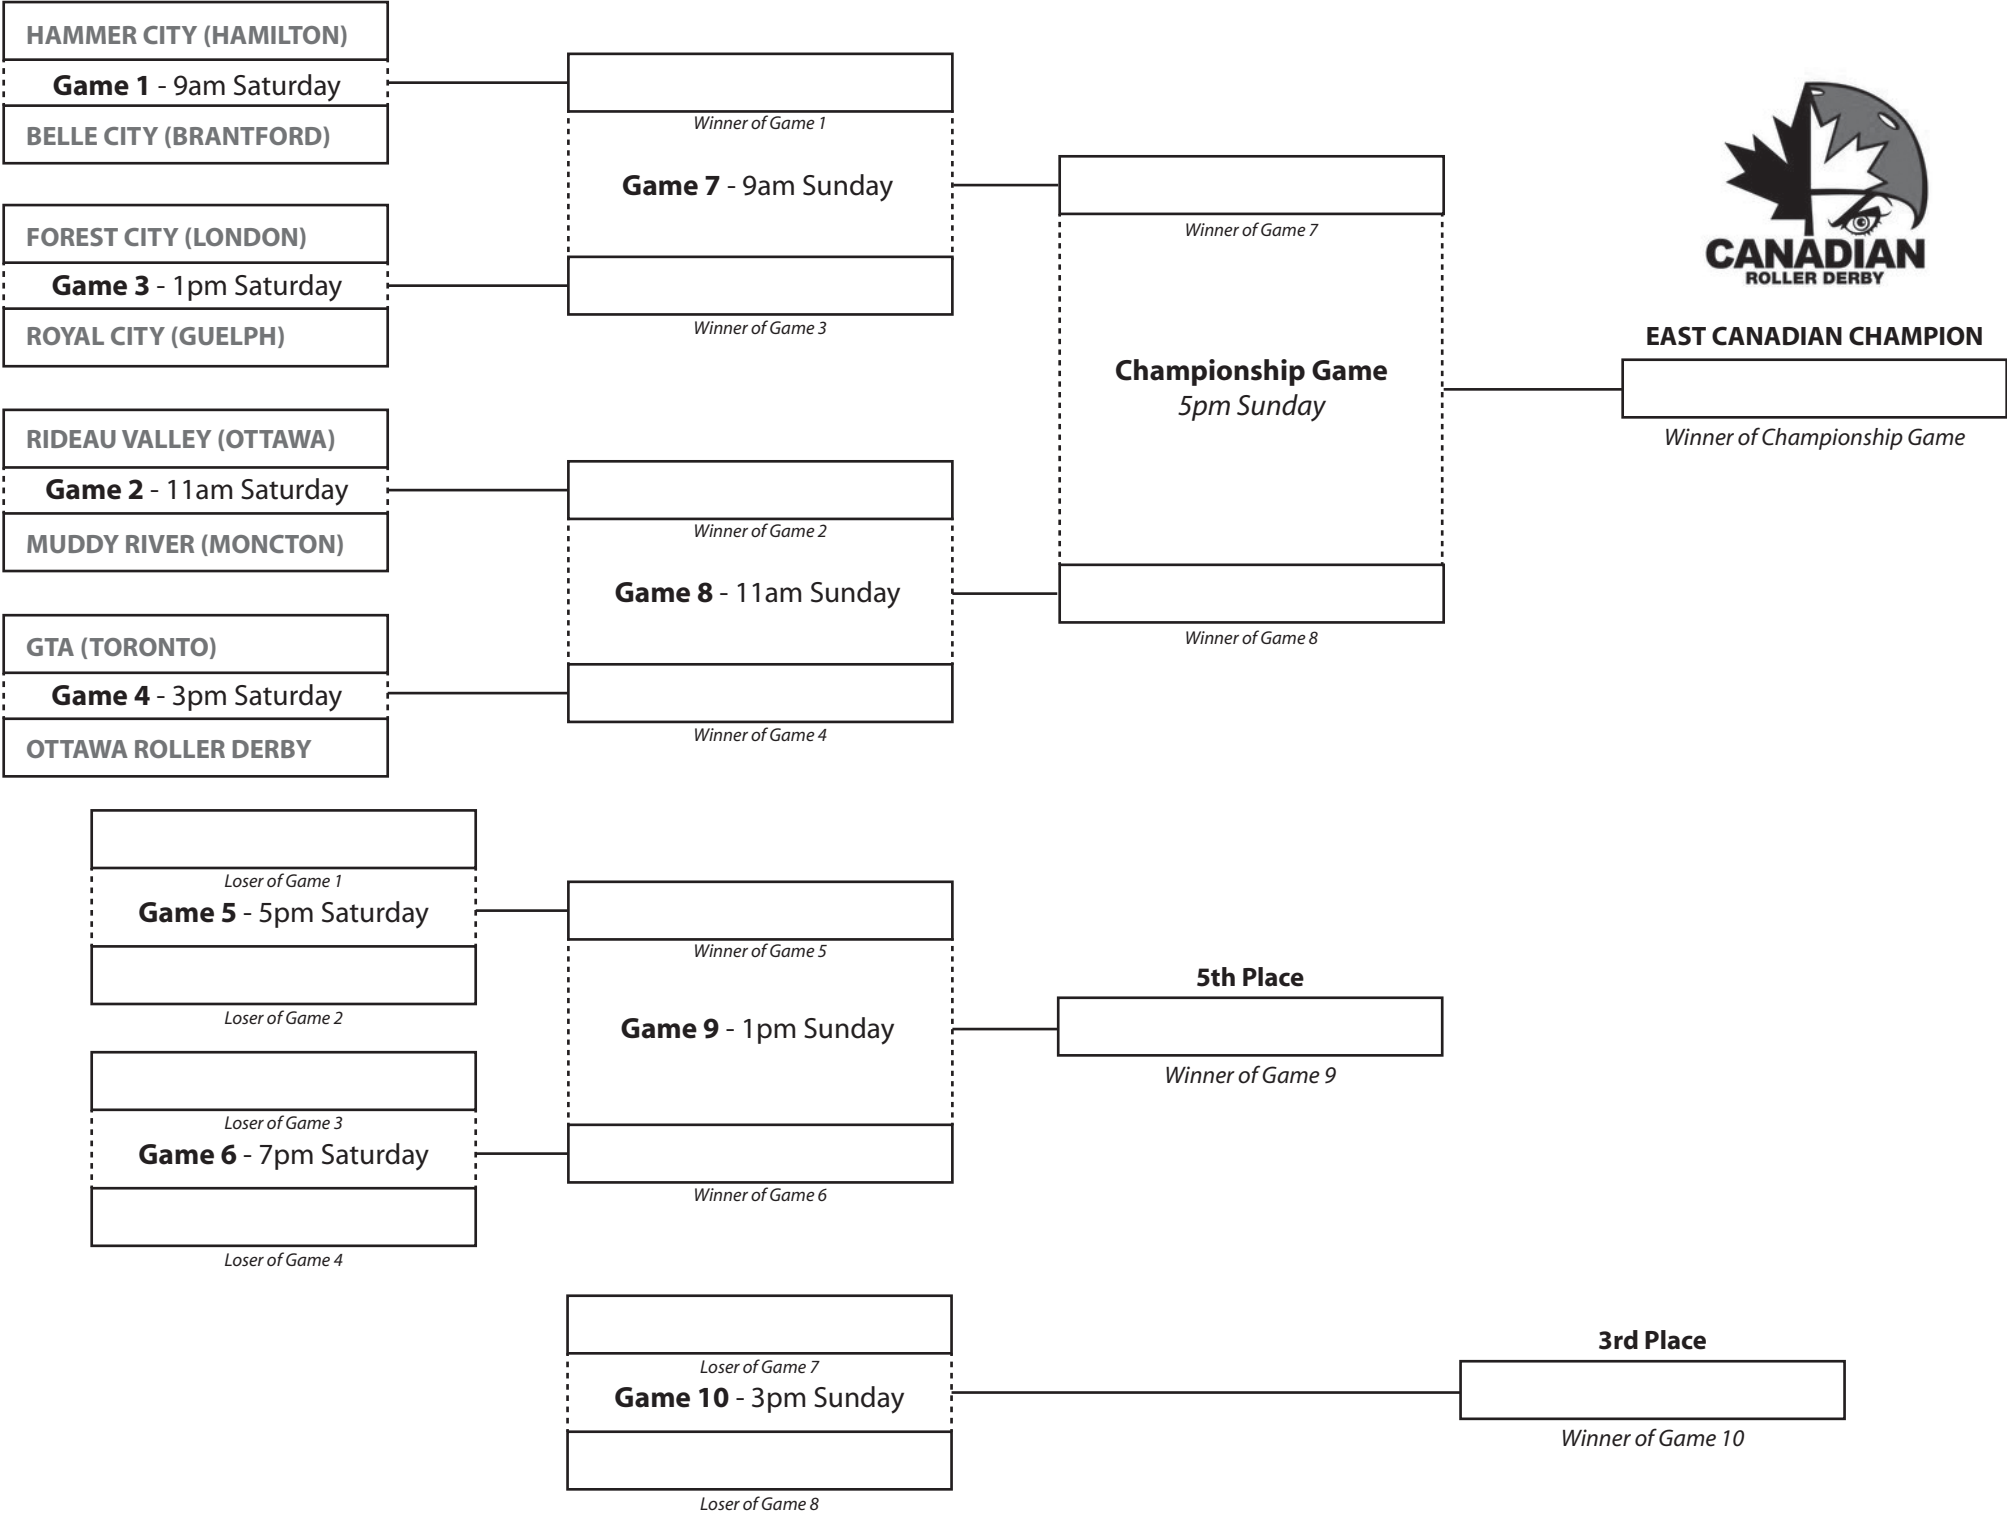 HAMMER CITY (HAMILTON)
Game 1 - 9am Saturday
BELLE CITY (BRANTFORD)
FOREST CITY (LONDON)
Game 3 - 1pm Saturday
ROYAL CITY (GUELPH)
RIDEAU VALLEY (OTTAWA)
Game 2 - 11am Saturday
MUDDY RIVER (MONCTON)
GTA (TORONTO)
Game 4 - 3pm Saturday
OTTAWA ROLLER DERBY
Winner of Game 1
Game 7 - 9am Sunday
Winner of Game 3
Winner of Game 2
Game 8 - 11am Sunday
Winner of Game 4
Winner of Game 7
Championship Game
5pm Sunday
Winner of Game 8
CANADIAN
ROLLER DERBY
EAST CANADIAN CHAMPION
Winner of Championship Game
Loser of Game 1
Game 5 - 5pm Saturday
Loser of Game 2
Loser of Game 3
Game 6 - 7pm Saturday
Loser of Game 4
Winner of Game 5
Game 9 - 1pm Sunday
Winner of Game 6
5th Place
Winner of Game 9
Loser of Game 7
Game 10 - 3pm Sunday
Loser of Game 8
3rd Place
Winner of Game 10